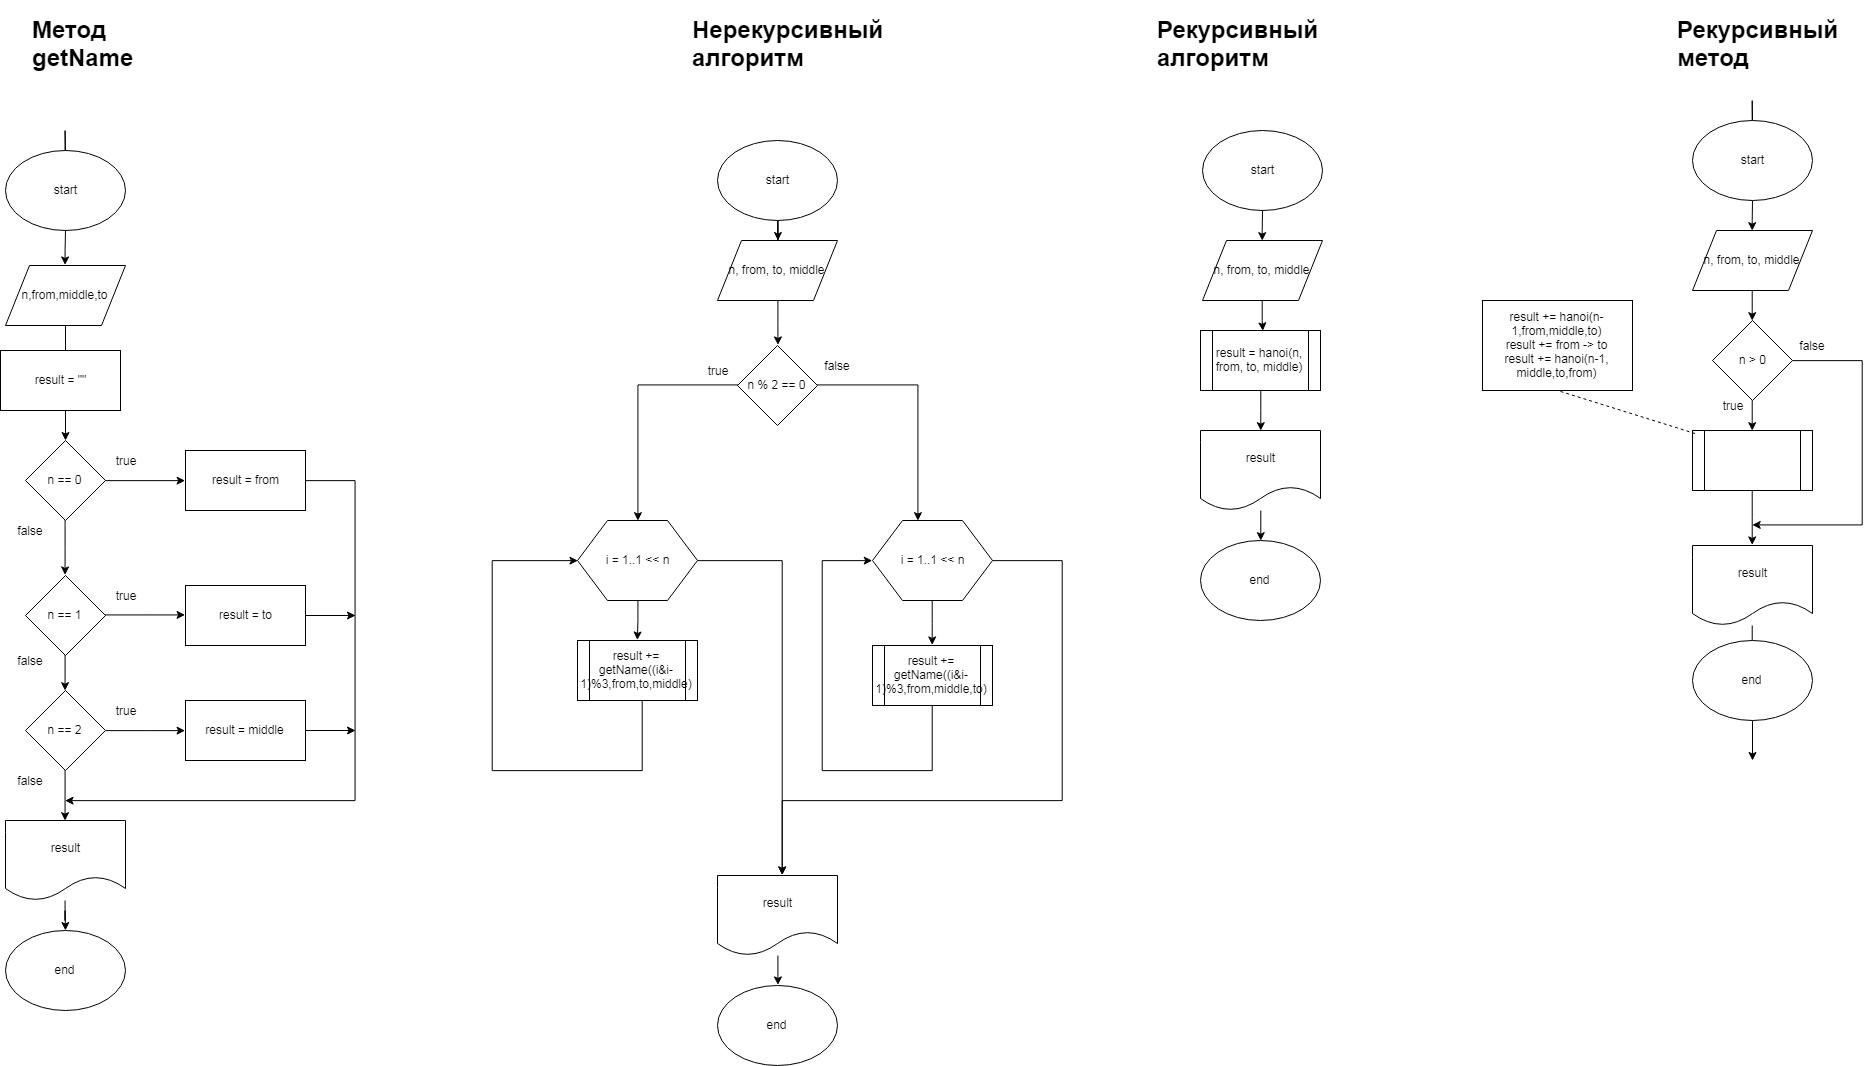 Метод
getName
start
n,from,middle,to
result = ""
n == 0
true
result = from
false
n == 1
true
result = to
false
n == 2
true
result = middle
false
result
end
Нерекурсивный
алгоритм
start
n, from, to, middle
n % 2 == 0
true
false
i = 1..1 << n
result +=
getName((i&i-
1)%3,from,to,middle)
i = 1..1 << n
result +=
getName((i&i-
1)%3,from,middle,to)
result
end
Рекурсивный
алгоритм
start
n, from, to, middle
result = hanoi(n,
from, to, middle)
result
end
Рекурсивный
метод
start
n, from, to, middle
n > 0
false
true
result += hanoi(n-
1,from,middle,to)
result += from -> to
result += hanoi(n-1,
middle,to,from)
result
end